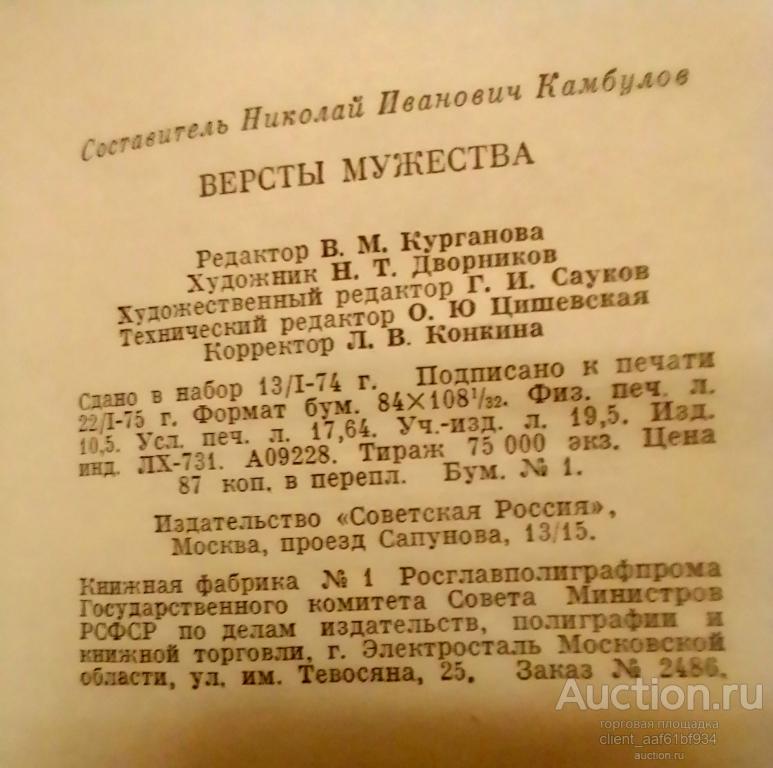 Составитель Николай Иванович Камбулов
ВЕРСТЫ МУЖЕСТВА
Редактор В. М. Курганова
Художник Н. Т. Дворников
Художественный редактор Г. И. Сауков
Технический редактор О. Ю Цишевская
Корректор Л. В. Конкина
Сдано в набор 13/I-74 г. Подписано к печати
22/I-75 г. Формат бум. 84×108¹/₃₂. Физ. печ. л.
10,5. Усл. печ. л. 17,64. Уч.-изд. л. 19,5. Изд.
инд. ЛХ-731. А09228. Тираж 75 000 экз. Цена
87 коп. в перепл. Бум. № 1.
Издательство «Советская Россия»,
Москва, проезд Сапунова, 13/15.
Книжная фабрика № 1 Росглавполиграфпрома
Государственного комитета Совета Министров
РСФСР по делам издательств, полиграфии и
книжной торговли, г. Электросталь Московской
области, ул. им. Тевосяна, 25. Заказ № 2486.
Auction.ru
торговая площадка
client_aaf61bf934
auction.ru